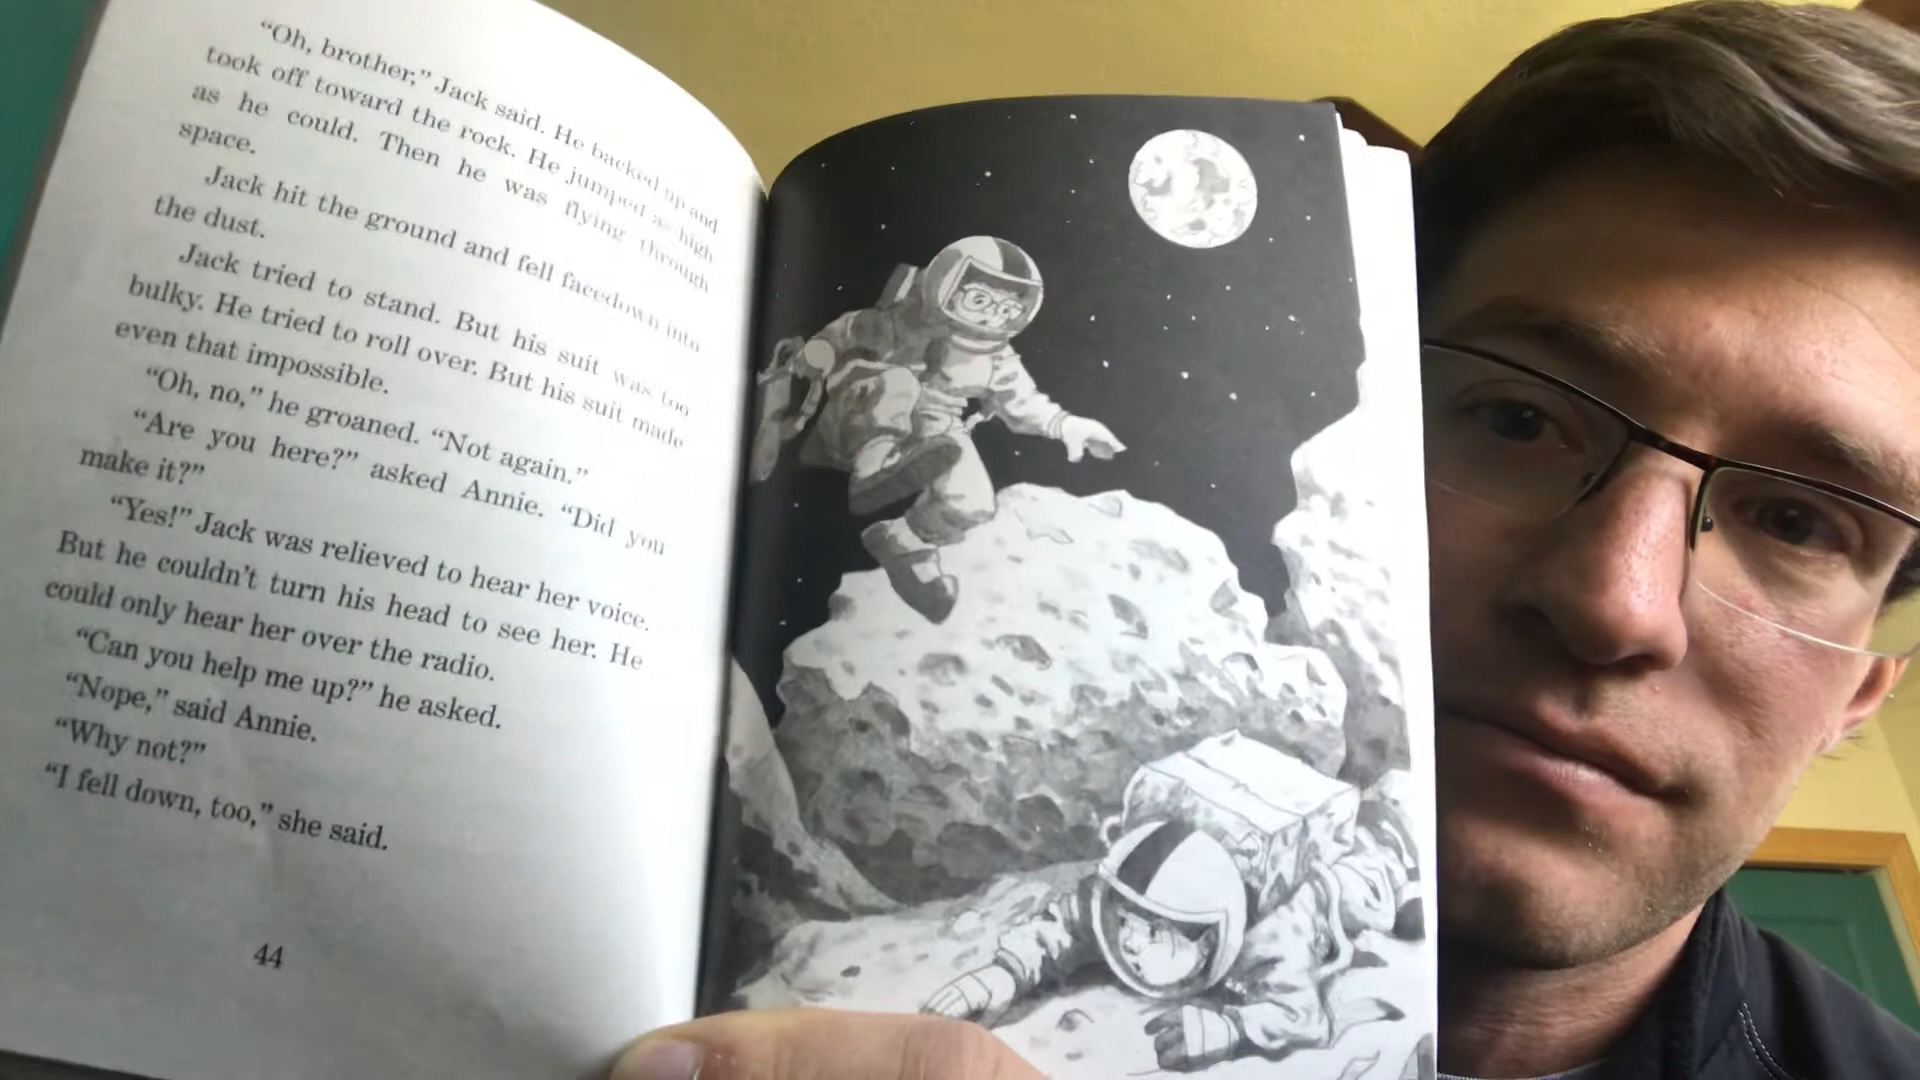 “Oh, brother,” Jack said. He backed up and
took off toward the rock. He jumped as high
as he could. Then he was flying through
space.
Jack hit the ground and fell facedown into
the dust.
Jack tried to stand. But his suit was too
bulky. He tried to roll over. But his suit made
even that impossible.
“Oh, no,” he groaned. “Not again.”
“Are you here?” asked Annie. “Did you
make it?”
“Yes!” Jack was relieved to hear her voice.
But he couldn’t turn his head to see her. He
could only hear her over the radio.
“Can you help me up?” he asked.
“Nope,” said Annie.
“Why not?”
“I fell down, too,” she said.
44